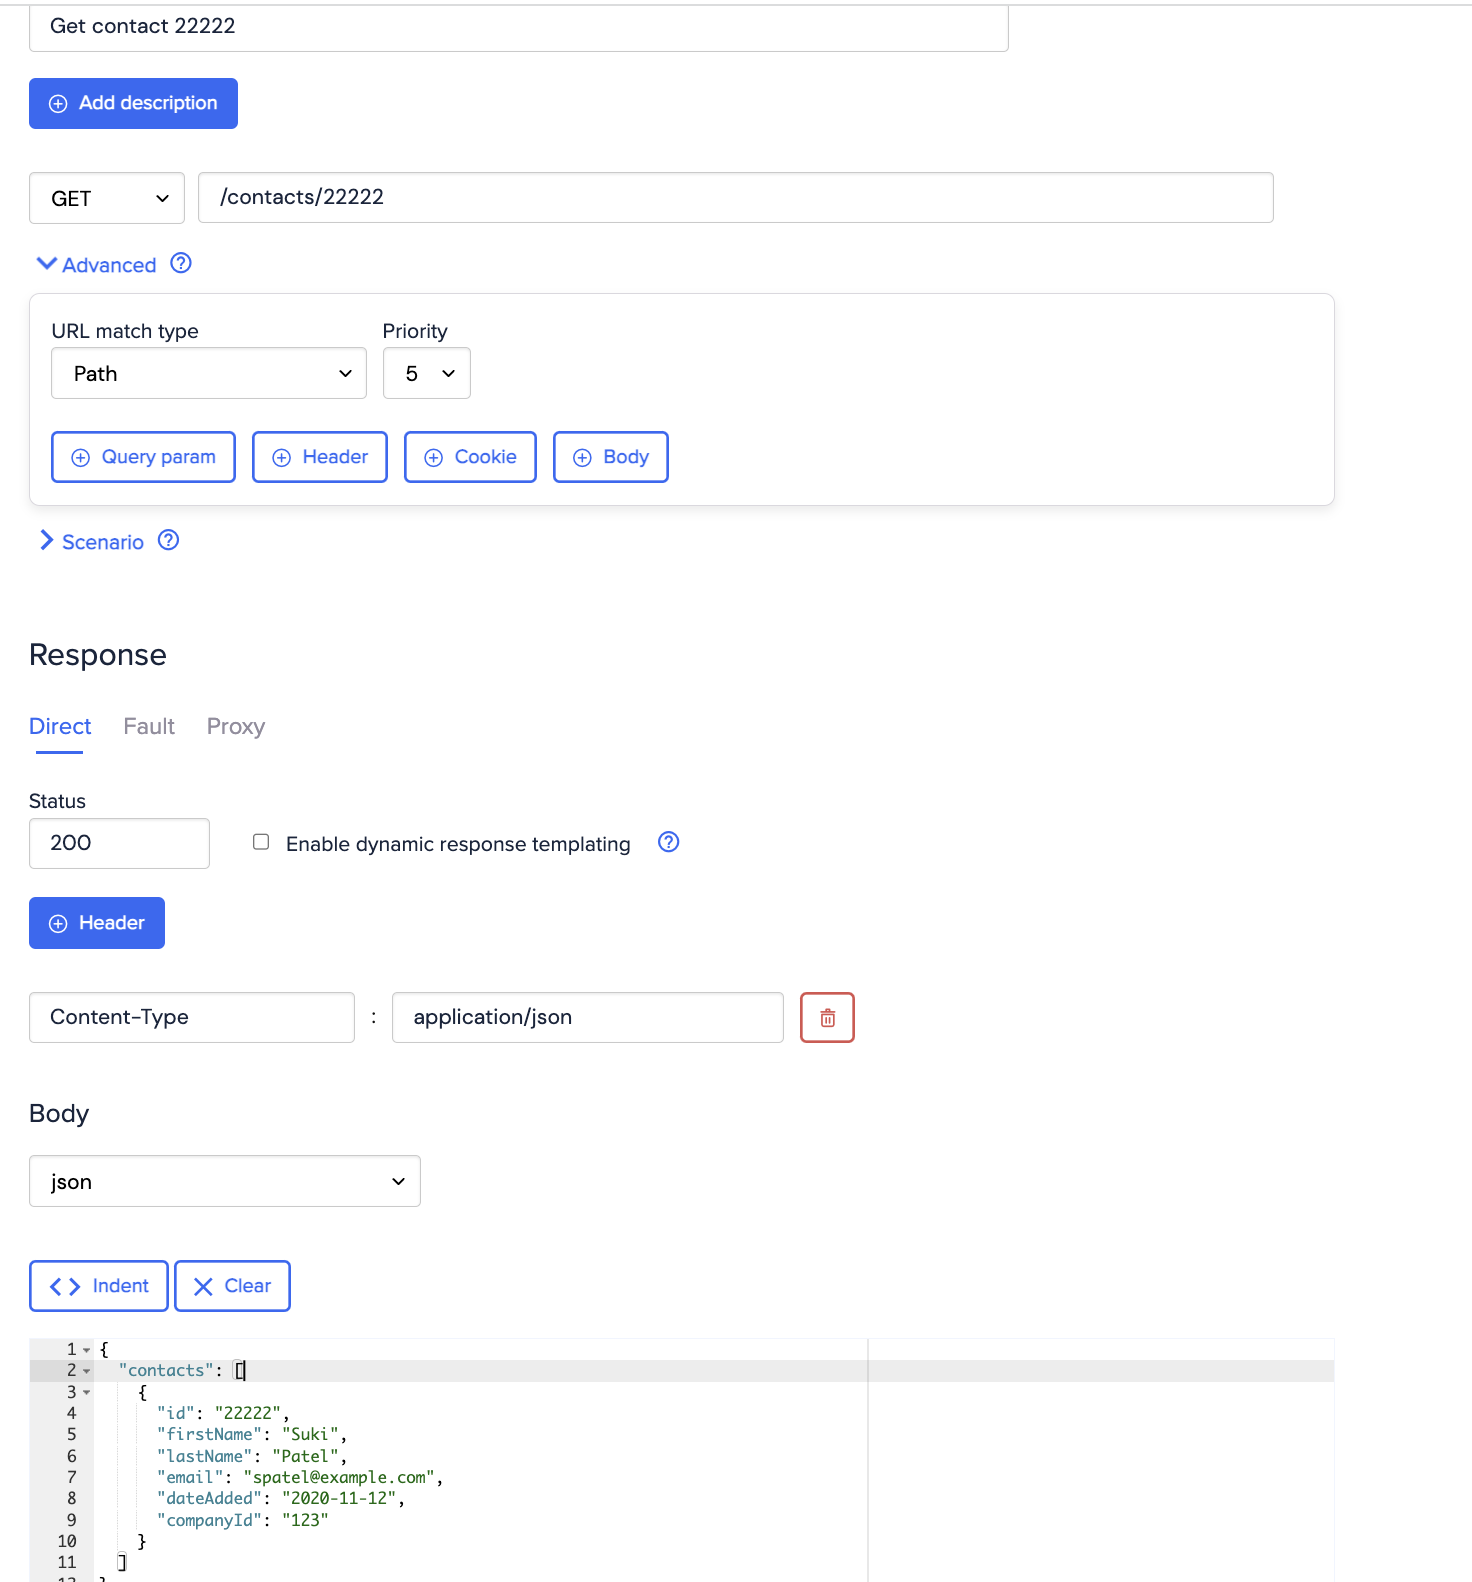 Get contact 22222
Add description
GET /contacts/22222
Advanced ?
URL match type Priority
Path 5
Query param Header Cookie Body
Scenario ?
Response
Direct Fault Proxy
Status
200 Enable dynamic response templating ?
Header
Content-Type : application/json
Body
json
Indent Clear
1 {
2 "contacts": [
3 {
4 "id": "22222",
5 "firstName": "Suki",
6 "lastName": "Patel",
7 "email": "spatel@example.com",
8 "dateAdded": "2020-11-12",
9 "companyId": "123"
10 }
11 ]